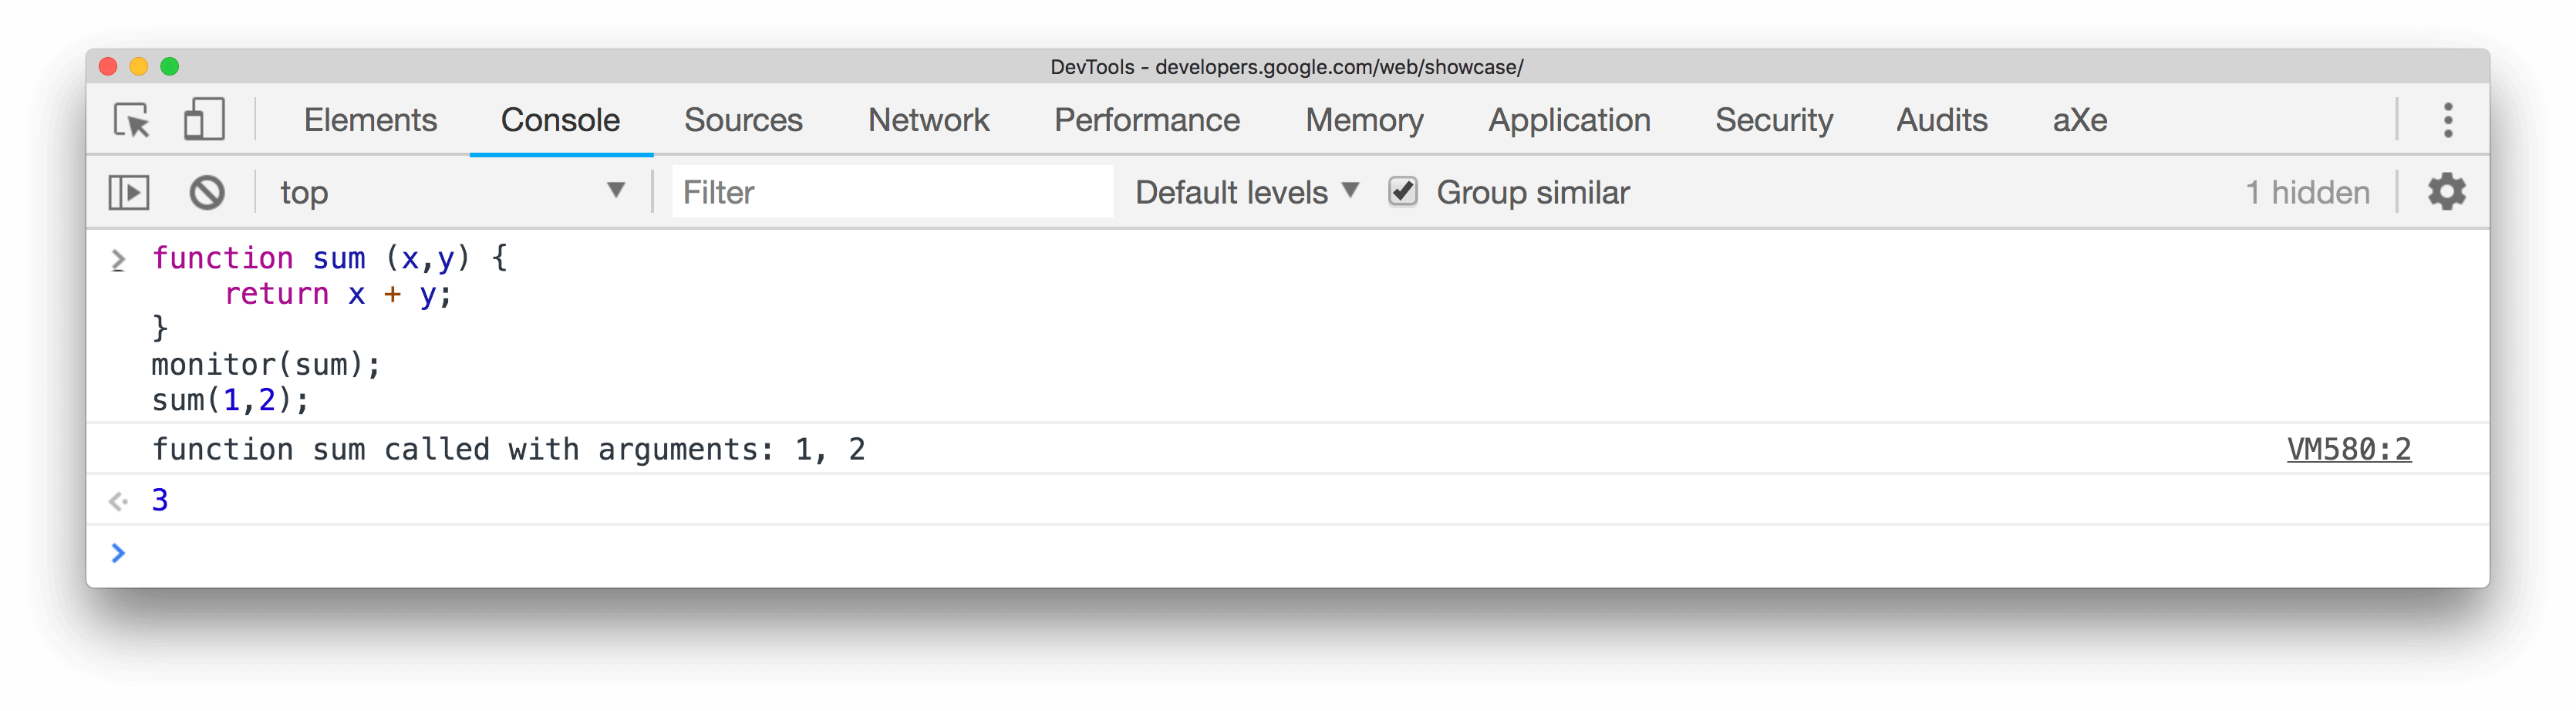 DevTools - developers.google.com/web/showcase/
Elements Console Sources Network Performance Memory Application Security Audits aXe
top Filter Default levels Group similar 1 hidden
function sum (x,y) {
    return x + y;
}
monitor(sum);
sum(1,2);
function sum called with arguments: 1, 2 VM580:2
3